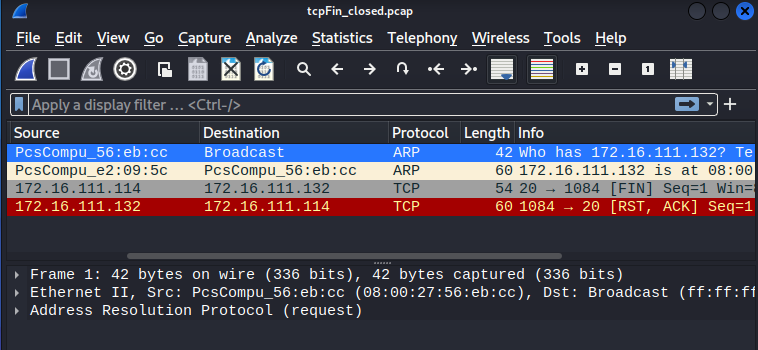 tcpFin_closed.pcap
File Edit View Go Capture Analyze Statistics Telephony Wireless Tools Help
Apply a display filter … <Ctrl-/>
Source Destination Protocol Length Info
PcsCompu_56:eb:cc Broadcast ARP 42 Who has 172.16.111.132? Te
PcsCompu_e2:09:5c PcsCompu_56:eb:cc ARP 60 172.16.111.132 is at 08:00
172.16.111.114 172.16.111.132 TCP 54 20 → 1084 [FIN] Seq=1 Win=
172.16.111.132 172.16.111.114 TCP 60 1084 → 20 [RST, ACK] Seq=1
Frame 1: 42 bytes on wire (336 bits), 42 bytes captured (336 bits)
Ethernet II, Src: PcsCompu_56:eb:cc (08:00:27:56:eb:cc), Dst: Broadcast (ff:ff:ff
Address Resolution Protocol (request)